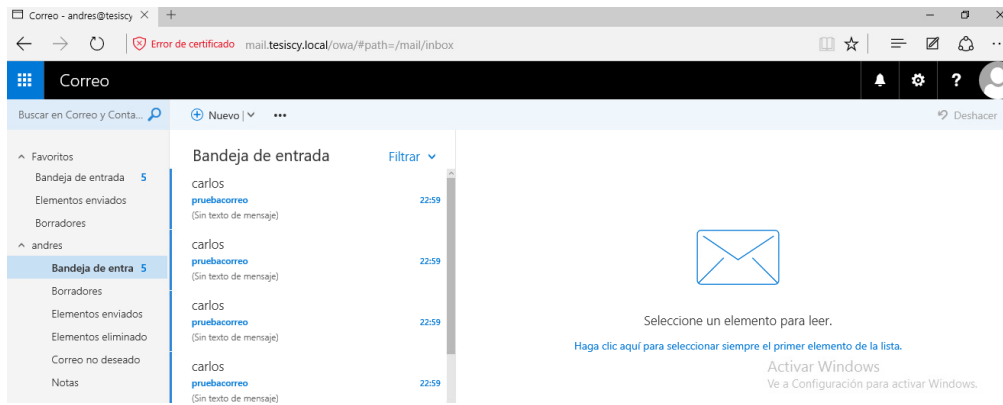 Correo - andres@tesiscy
Error de certificado mail.tesiscy.local/owa/#path=/mail/inbox
Correo
?
Buscar en Correo y Conta...
Nuevo
Deshacer
Favoritos
Bandeja de entrada 5
Elementos enviados
Borradores
andres
Bandeja de entra 5
Borradores
Elementos enviados
Elementos eliminado
Correo no deseado
Notas
Bandeja de entrada Filtrar
carlos
pruebacorreo 22:59
(Sin texto de mensaje)
carlos
pruebacorreo 22:59
(Sin texto de mensaje)
carlos
pruebacorreo 22:59
(Sin texto de mensaje)
carlos
pruebacorreo 22:59
(Sin texto de mensaje)
Seleccione un elemento para leer.
Haga clic aquí para seleccionar siempre el primer elemento de la lista.
Activar Windows
Ve a Configuración para activar Windows.